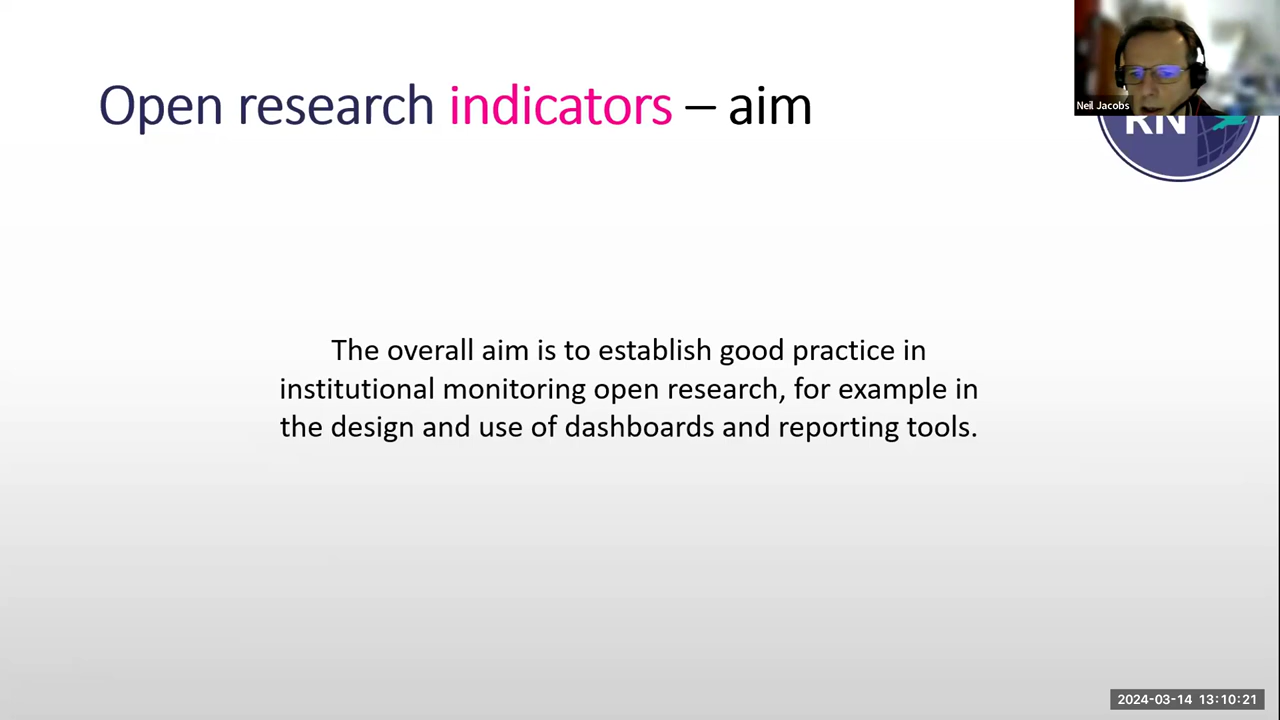 Open research indicators – aim
Neil Jacobs
RN
The overall aim is to establish good practice in
institutional monitoring open research, for example in
the design and use of dashboards and reporting tools.
2024-03-14 13:10:21